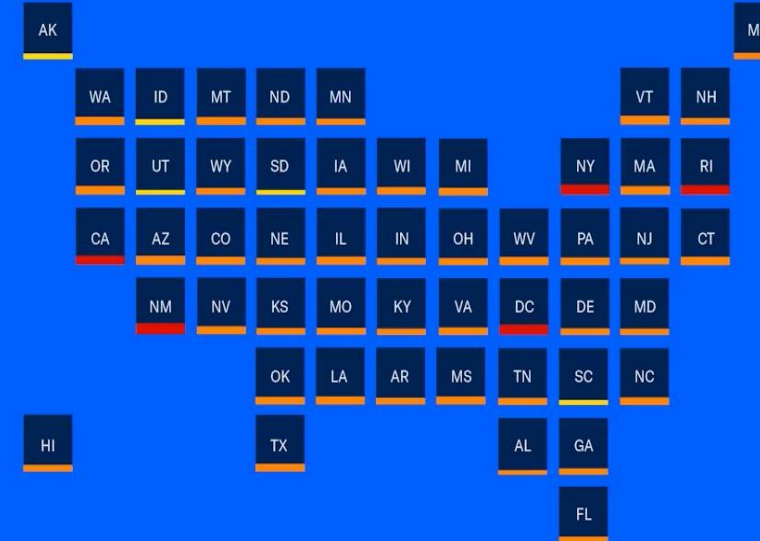 AK M
WA ID MT ND MN VT NH
OR UT WY SD IA WI MI NY MA RI
CA AZ CO NE IL IN OH WV PA NJ CT
NM NV KS MO KY VA DC DE MD
OK LA AR MS TN SC NC
HI TX AL GA
FL